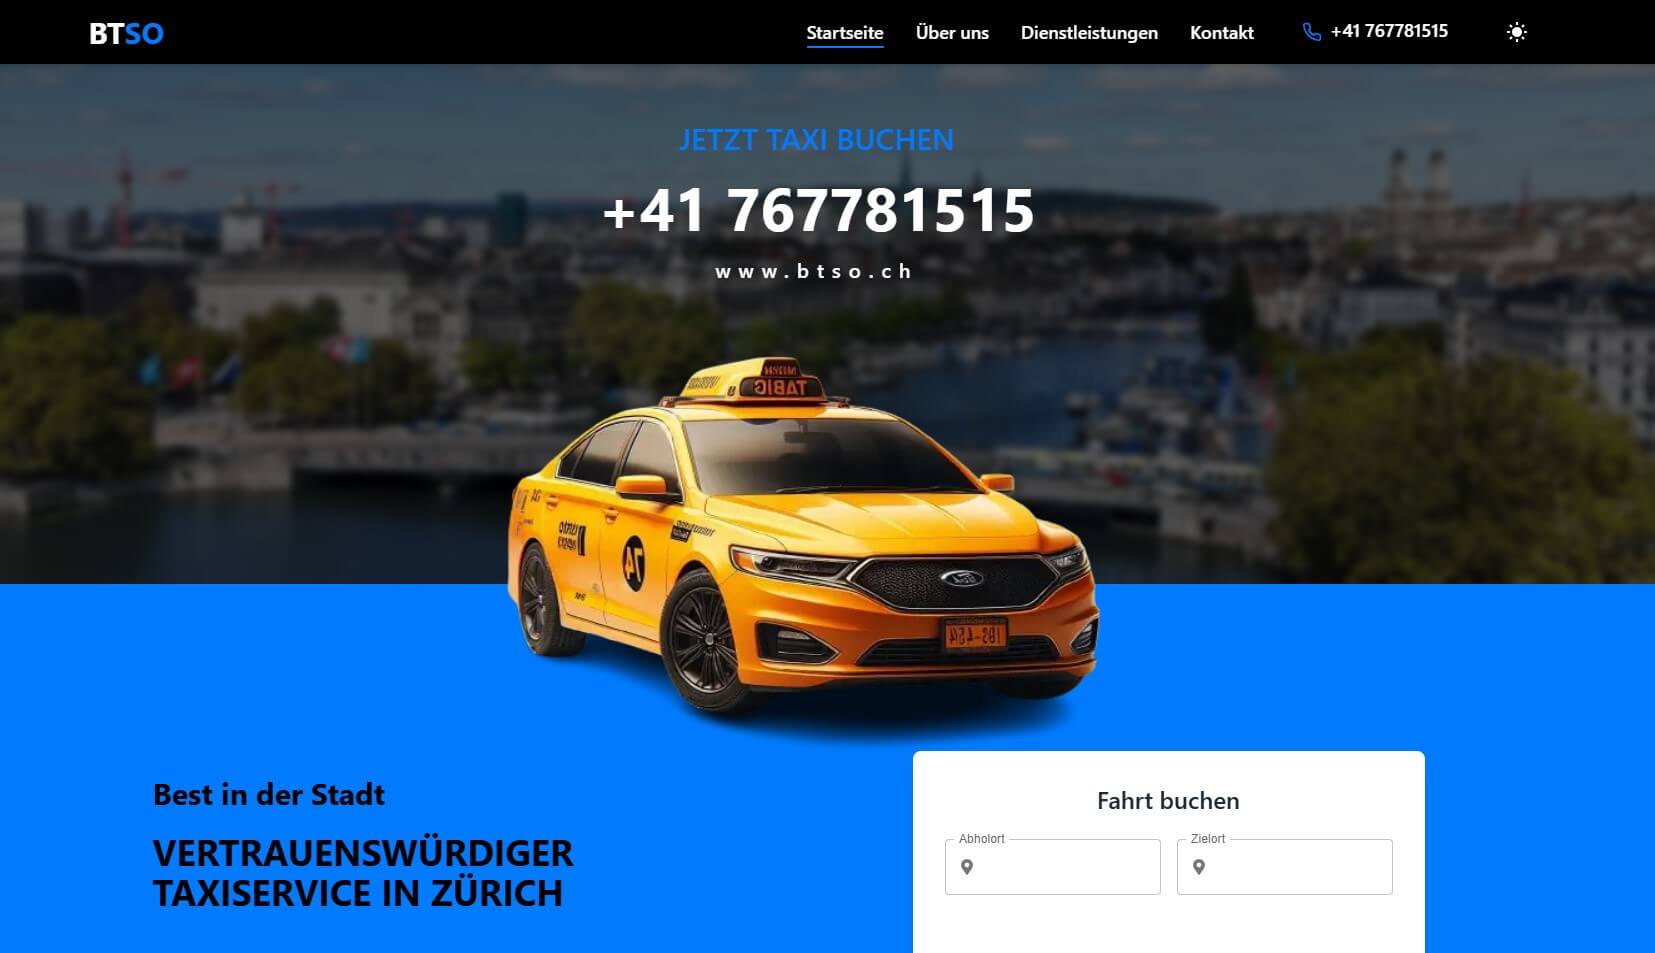 BTSO
Startseite
Über uns
Dienstleistungen
Kontakt
+41 767781515
JETZT TAXI BUCHEN
+41 767781515
www.btso.ch
Best in der Stadt
VERTRAUENSWÜRDIGER
TAXISERVICE IN ZÜRICH
Fahrt buchen
Abholort
Zielort